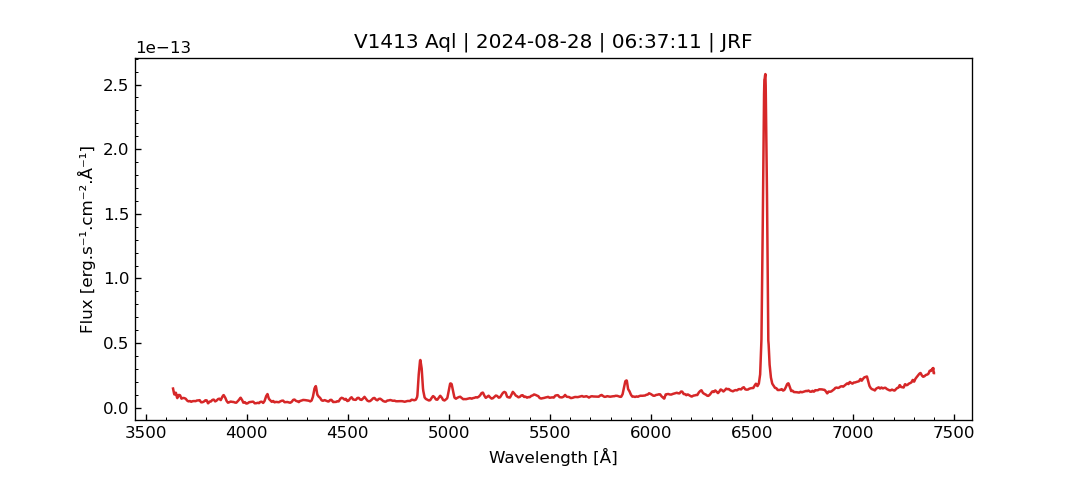 V1413 Aql | 2024-08-28 | 06:37:11 | JRF
1e−13
2.5
2.0
1.5
1.0
0.5
0.0
Flux [erg.s⁻¹.cm⁻².Å⁻¹]
3500 4000 4500 5000 5500 6000 6500 7000 7500
Wavelength [Å]